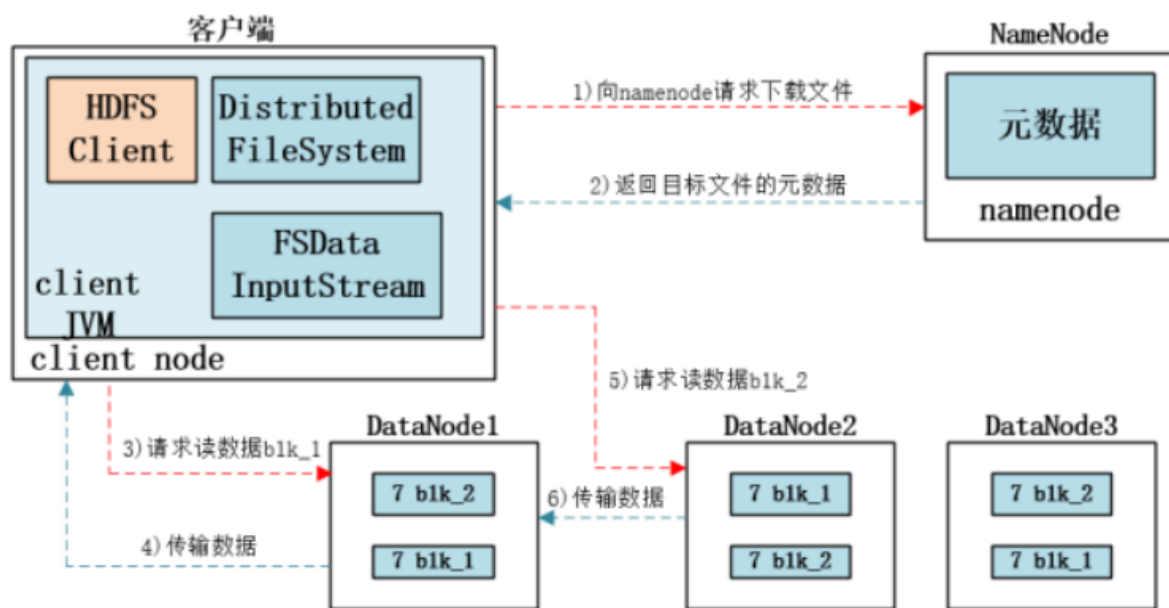 客户端
NameNode
HDFS
Client
Distributed
FileSystem
1)向namenode请求下载文件
元数据
2)返回目标文件的元数据
namenode
FSData
InputStream
client
JVM
client node
5)请求读数据blk_2
DataNode1
DataNode2
DataNode3
3)请求读数据blk_1
7 blk_2
7 blk_1
7 blk_2
6)传输数据
4)传输数据
7 blk_1
7 blk_2
7 blk_1